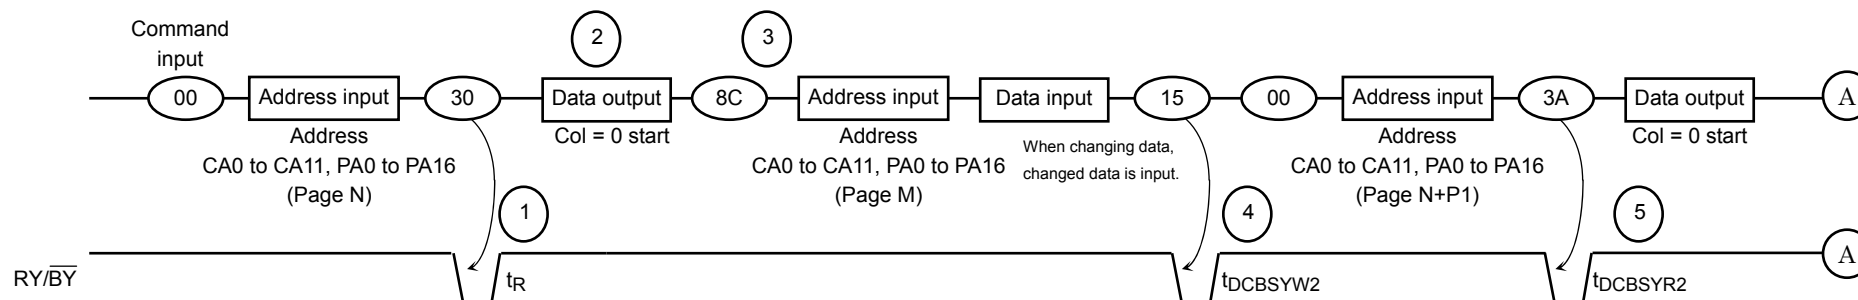 Command
input
2
3
00
Address input
30
Data output
8C
Address input
Data input
15
00
Address input
3A
Data output
A
Address
CA0 to CA11, PA0 to PA16
(Page N)
Col = 0 start
Address
CA0 to CA11, PA0 to PA16
(Page M)
When changing data,
changed data is input.
Address
CA0 to CA11, PA0 to PA16
(Page N+P1)
Col = 0 start
1
4
5
A
RY/BY
tR
tDCBSYW2
tDCBSYR2